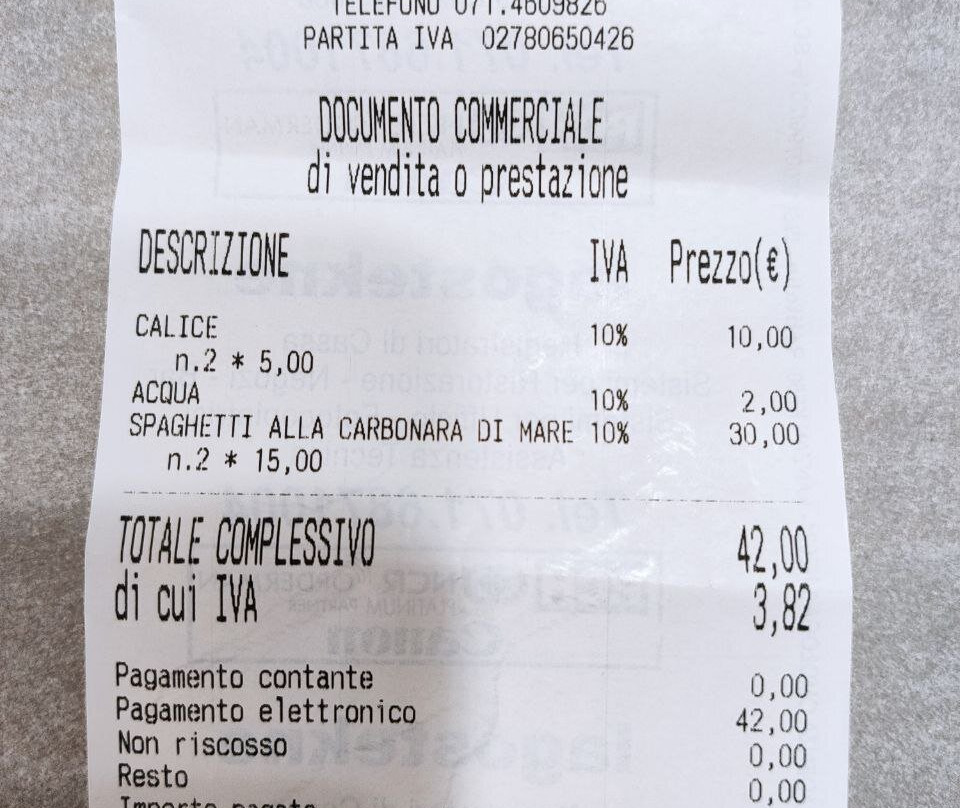 TELEFONO 071.4609826
PARTITA IVA 02780650426
DOCUMENTO COMMERCIALE
di vendita o prestazione
DESCRIZIONE IVA Prezzo(€)
CALICE 10% 10,00
n.2 * 5,00
ACQUA 10% 2,00
SPAGHETTI ALLA CARBONARA DI MARE 10% 30,00
n.2 * 15,00
TOTALE COMPLESSIVO 42,00
di cui IVA 3,82
Pagamento contante 0,00
Pagamento elettronico 42,00
Non riscosso 0,00
Resto 0,00
Importo pagato